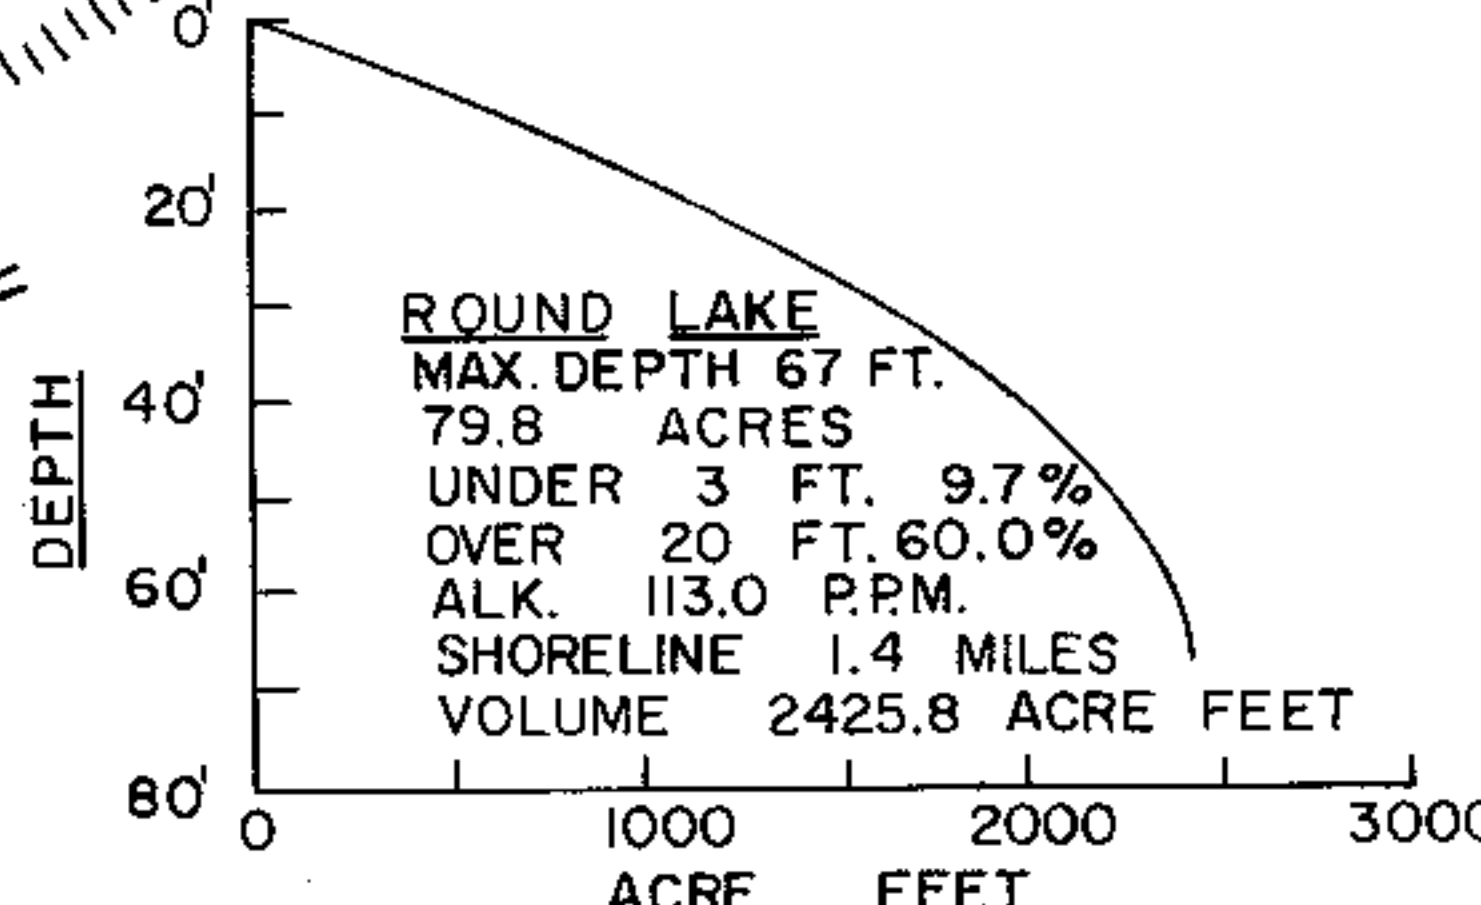 0'
20'
40'
60'
80'
DEPTH
ROUND LAKE
MAX. DEPTH 67 FT.
79.8 ACRES
UNDER 3 FT. 9.7%
OVER 20 FT. 60.0%
ALK. 113.0 P.P.M.
SHORELINE 1.4 MILES
VOLUME 2425.8 ACRE FEET
0 1000 2000 3000
ACRE FEET